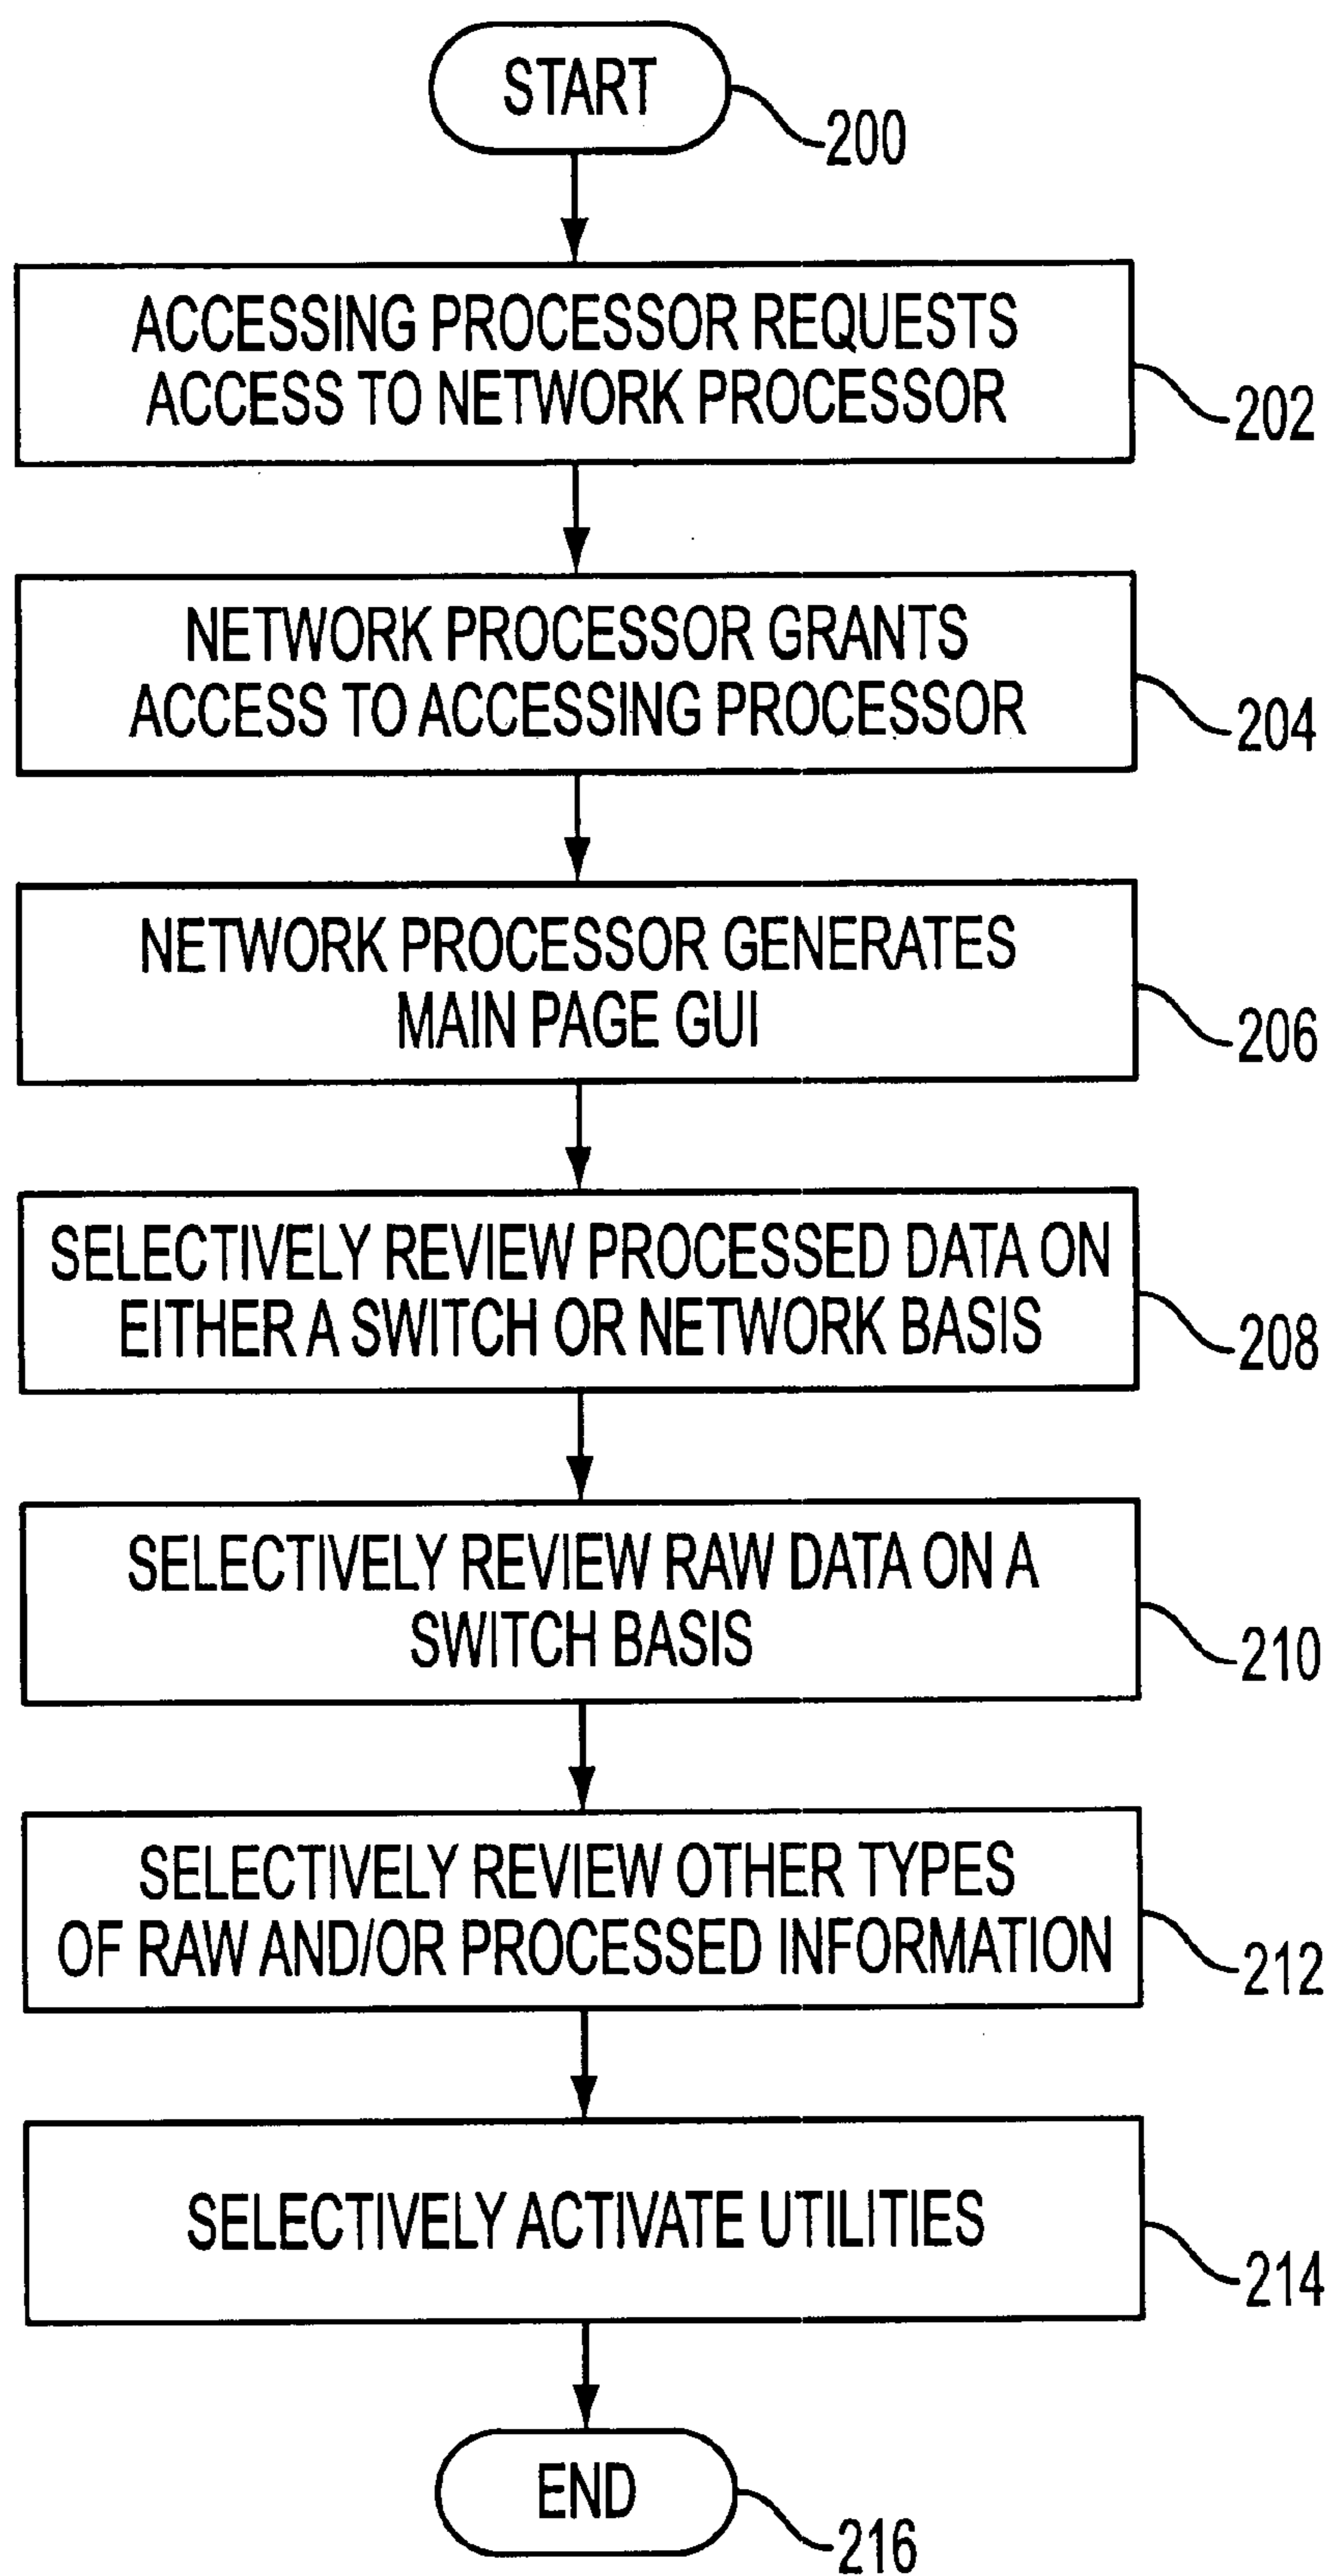 START
200
ACCESSING PROCESSOR REQUESTS
ACCESS TO NETWORK PROCESSOR
202
NETWORK PROCESSOR GRANTS
ACCESS TO ACCESSING PROCESSOR
204
NETWORK PROCESSOR GENERATES
MAIN PAGE GUI
206
SELECTIVELY REVIEW PROCESSED DATA ON
EITHER A SWITCH OR NETWORK BASIS
208
SELECTIVELY REVIEW RAW DATA ON A
SWITCH BASIS
210
SELECTIVELY REVIEW OTHER TYPES
OF RAW AND/OR PROCESSED INFORMATION
212
SELECTIVELY ACTIVATE UTILITIES
214
END
216